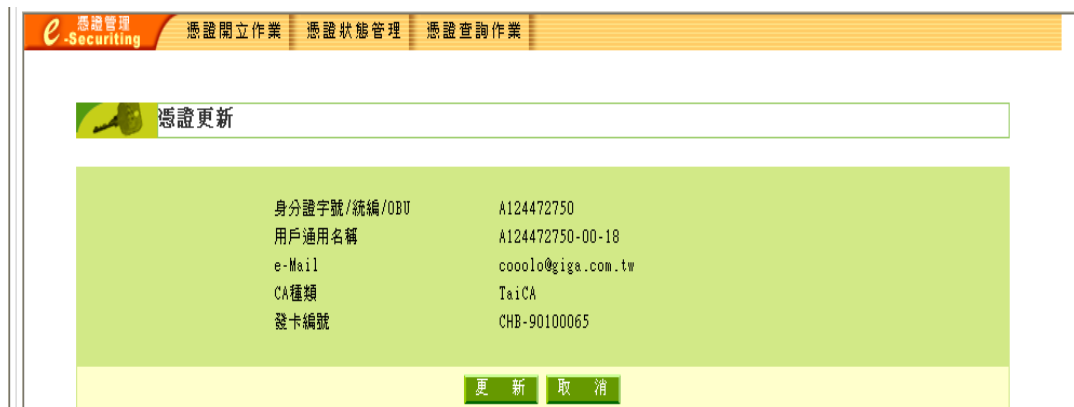 e-Securiting 憑證管理
憑證開立作業 憑證狀態管理 憑證查詢作業
憑證更新
身分證字號/統編/OBU A124472750
用戶通用名稱 A124472750-00-18
e-Mail cooolo@giga.com.tw
CA種類 TaiCA
發卡編號 CHB-90100065
更 新 取 消